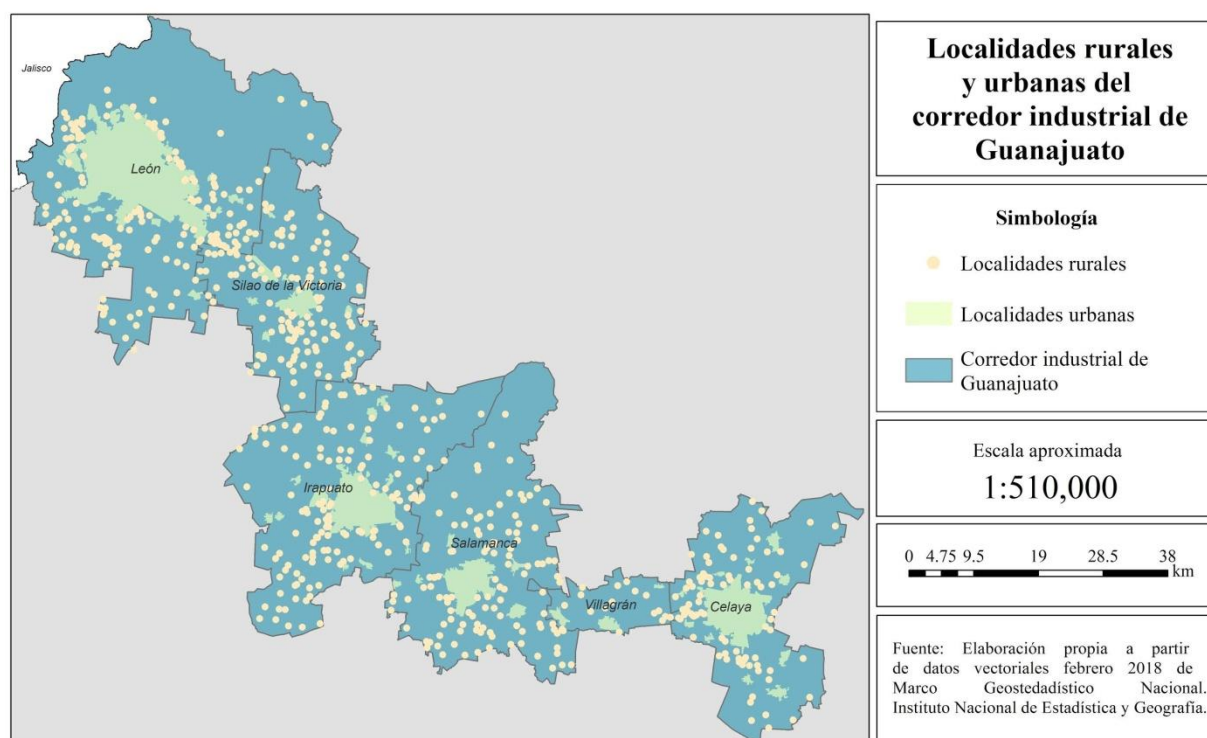 Jalisco
León
Silao de la Victoria
Irapuato
Salamanca
Villagrán
Celaya
Localidades rurales
y urbanas del
corredor industrial de
Guanajuato
Simbología
Localidades rurales
Localidades urbanas
Corredor industrial de
Guanajuato
Escala aproximada
1:510,000
0 4.75 9.5 19 28.5 38
km
Fuente: Elaboración propia a partir
de datos vectoriales febrero 2018 de
Marco Geostedadístico Nacional.
Instituto Nacional de Estadística y Geografía.